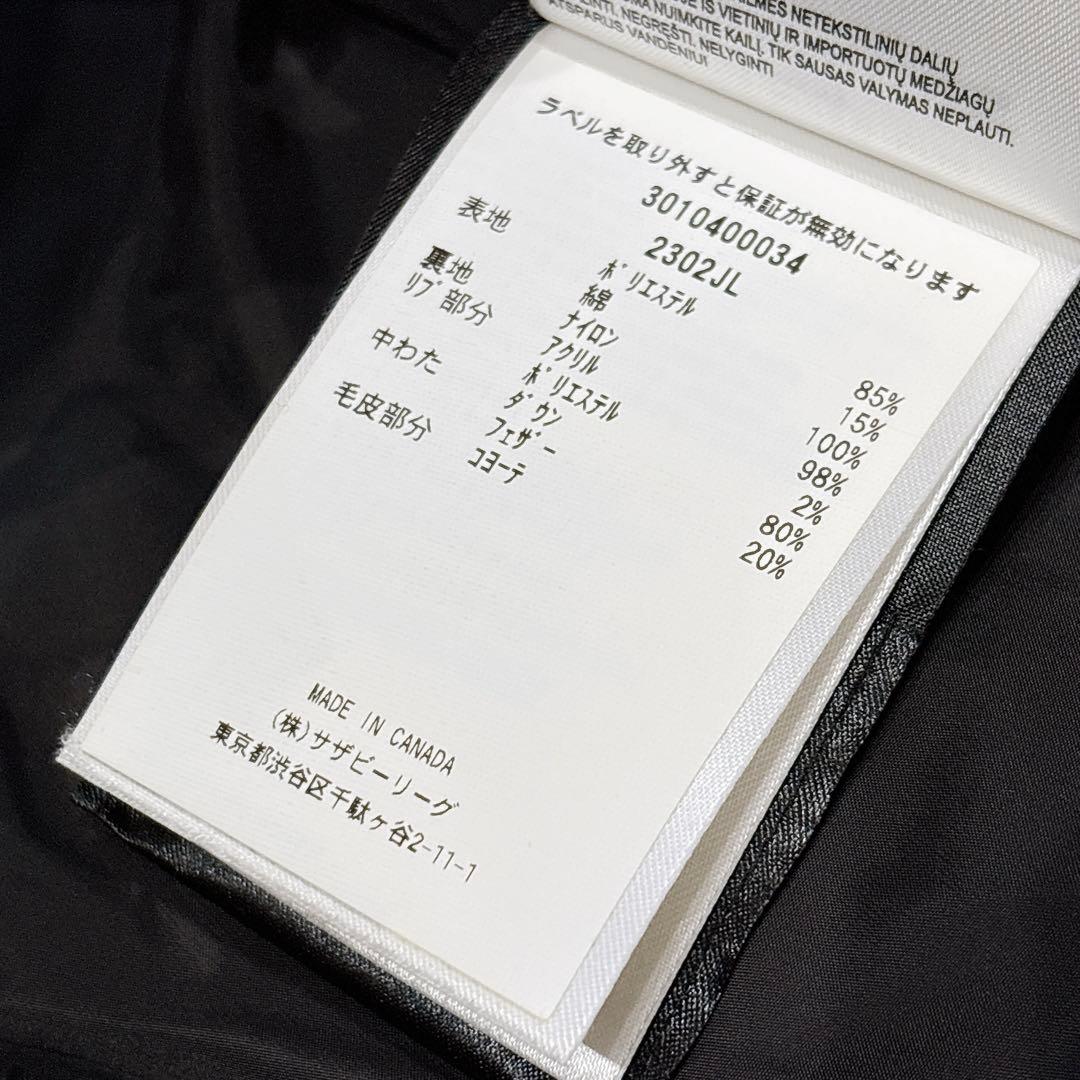 ILMĖS NETEKSTILINIŲ DALIŲ
IŠ VIETINIŲ IR IMPORTUOTŲ MEDŽIAGŲ
NUIMKITE KAILĮ. TIK SAUSAS VALYMAS NEPLAUTI.
NEGRĘŠTI. NELYGINTI
ATSPARUS VANDENIUI
ラベルを取り外すと保証が無効になります
3010400034
2302JL
表地 ポリエステル 85%
綿 15%
裏地 ナイロン 100%
リブ部分 アクリル 98%
ポリエステル 2%
中わた ダウン 80%
フェザー 20%
毛皮部分 コヨーテ
MADE IN CANADA
(株)サザビーリーグ
東京都渋谷区千駄ヶ谷2-11-1